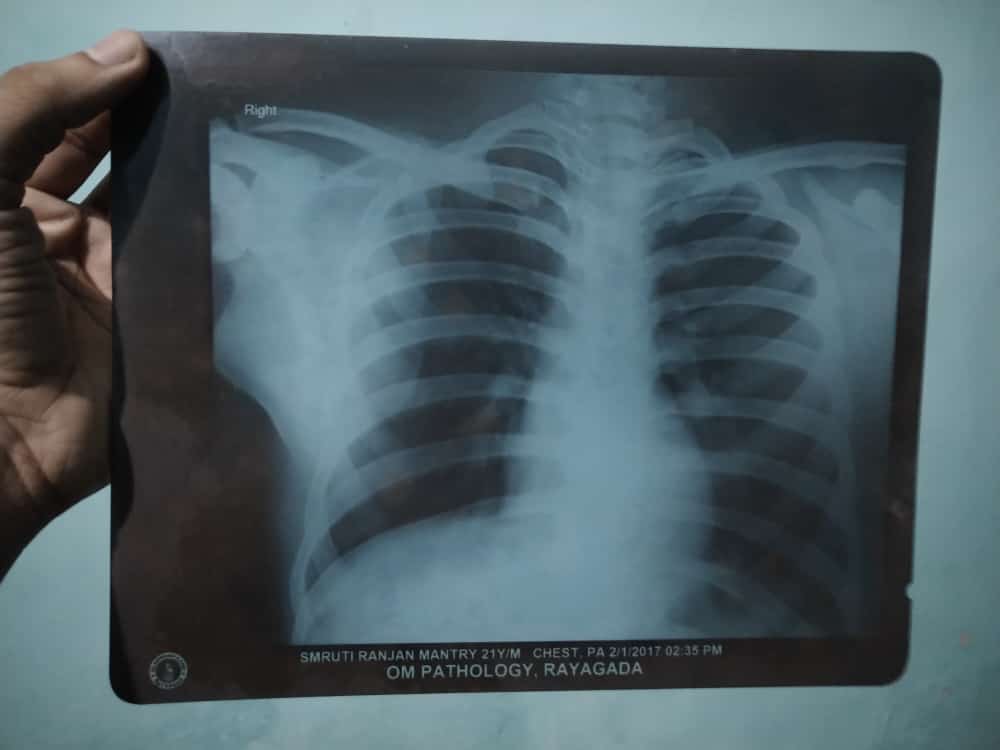 Right
SMRUTI RANJAN MANTRY 21Y/M CHEST, PA 2/1/2017 02:35 PM
OM PATHOLOGY, RAYAGADA